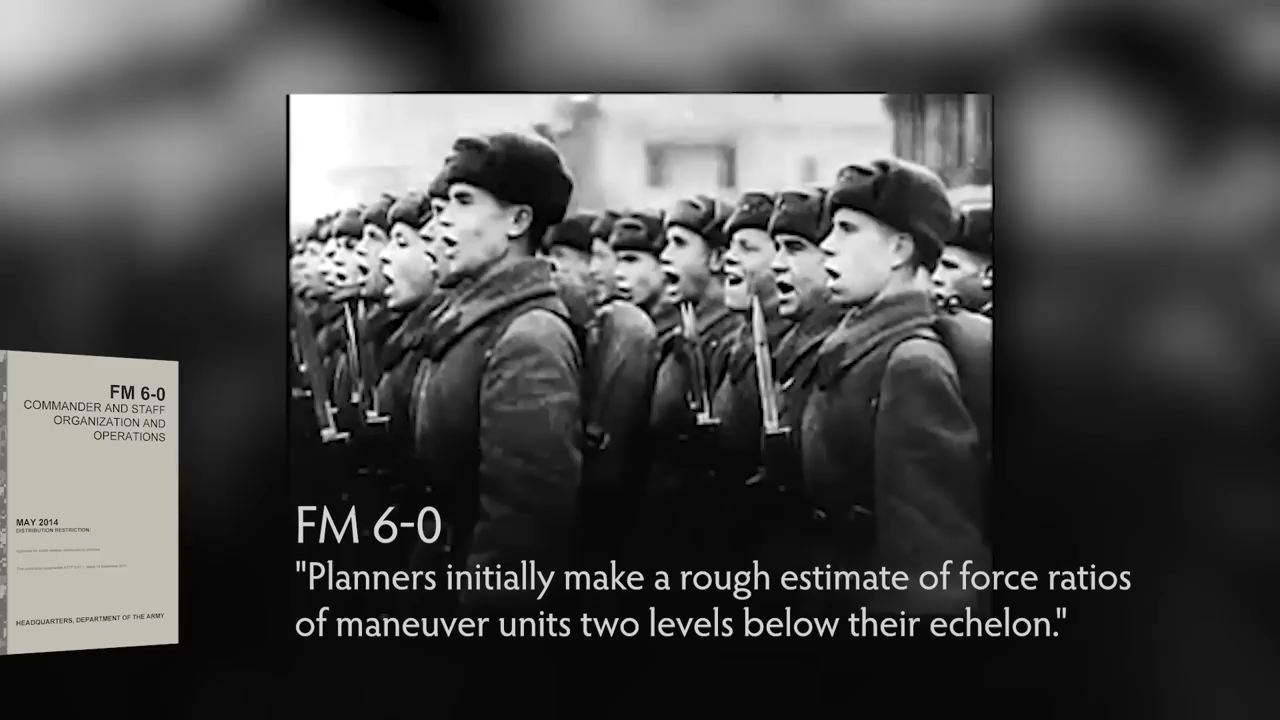 FM 6-0
COMMANDER AND STAFF
ORGANIZATION AND
OPERATIONS
MAY 2014
DISTRIBUTION RESTRICTION:
HEADQUARTERS, DEPARTMENT OF THE ARMY
FM 6-0
"Planners initially make a rough estimate of force ratios
of maneuver units two levels below their echelon."